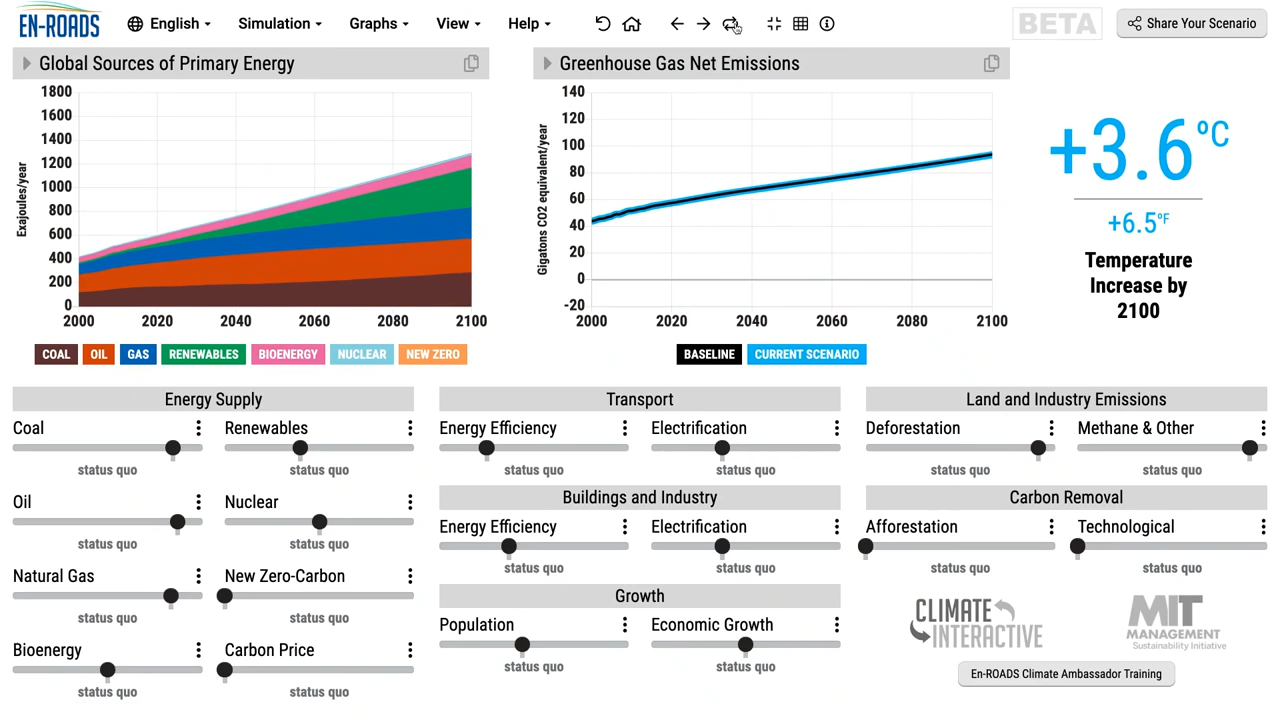 EN-ROADS
English
Simulation
Graphs
View
Help
BETA
Share Your Scenario
Global Sources of Primary Energy
Exajoules/year
1800
1600
1400
1200
1000
800
600
400
200
0
2000 2020 2040 2060 2080 2100
COAL OIL GAS RENEWABLES BIOENERGY NUCLEAR NEW ZERO
Greenhouse Gas Net Emissions
Gigatons CO2 equivalent/year
140
120
100
80
60
40
20
0
-20
2000 2020 2040 2060 2080 2100
BASELINE CURRENT SCENARIO
+3.6°C
+6.5°F
Temperature
Increase by
2100
Energy Supply
Coal
status quo
Renewables
status quo
Oil
status quo
Nuclear
status quo
Natural Gas
status quo
New Zero-Carbon
status quo
Bioenergy
status quo
Carbon Price
status quo
Transport
Energy Efficiency
status quo
Electrification
status quo
Buildings and Industry
Energy Efficiency
status quo
Electrification
status quo
Growth
Population
status quo
Economic Growth
status quo
Land and Industry Emissions
Deforestation
status quo
Methane & Other
status quo
Carbon Removal
Afforestation
status quo
Technological
status quo
CLIMATE
INTERACTIVE
MIT
MANAGEMENT
Sustainability Initiative
En-ROADS Climate Ambassador Training